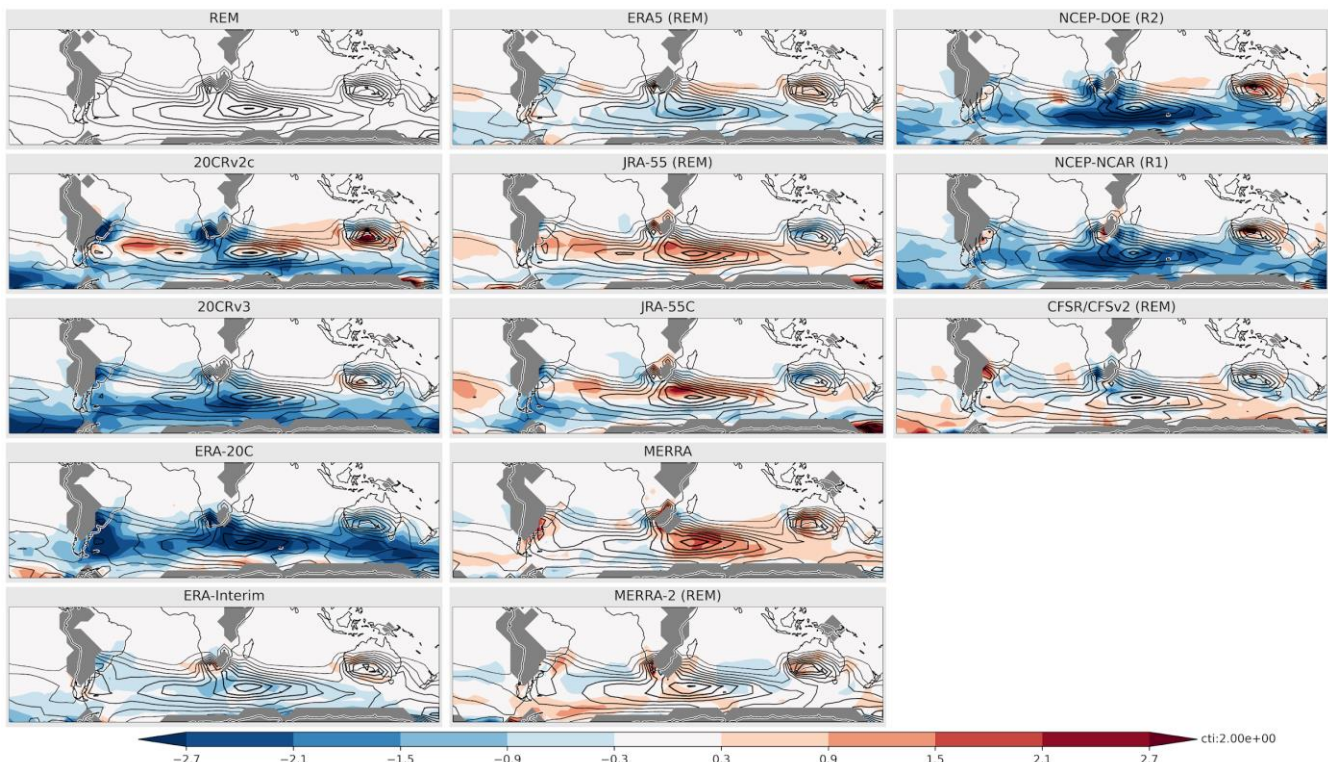 REM
ERA5 (REM)
NCEP-DOE (R2)
20CRv2c
JRA-55 (REM)
NCEP-NCAR (R1)
20CRv3
JRA-55C
CFSR/CFSv2 (REM)
ERA-20C
MERRA
ERA-Interim
MERRA-2 (REM)
cti:2.00e+00
−2.7 −2.1 −1.5 −0.9 −0.3 0.3 0.9 1.5 2.1 2.7